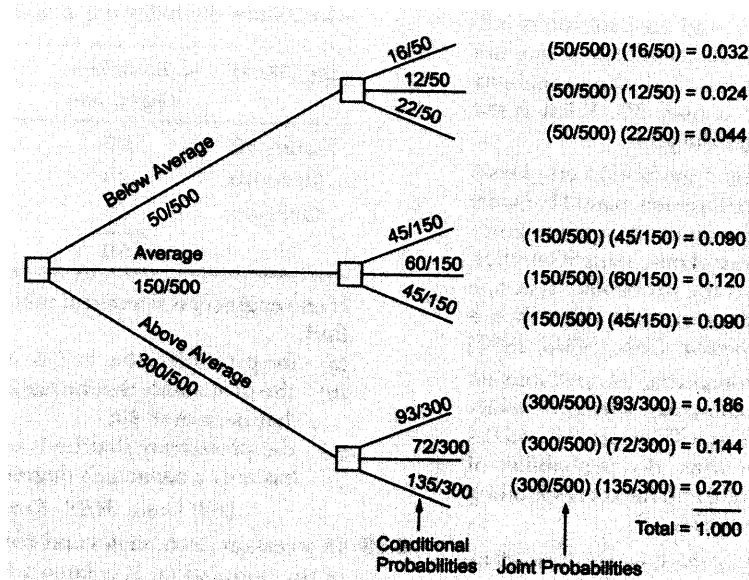 16/50 (50/500) (16/50) = 0.032
12/50 (50/500) (12/50) = 0.024
22/50 (50/500) (22/50) = 0.044
Below Average
50/500
45/150 (150/500) (45/150) = 0.090
Average 60/150 (150/500) (60/150) = 0.120
150/500 45/150 (150/500) (45/150) = 0.090
Above Average
300/500
93/300 (300/500) (93/300) = 0.186
72/300 (300/500) (72/300) = 0.144
135/300 (300/500) (135/300) = 0.270
Total = 1.000
Conditional
Probabilities Joint Probabilities